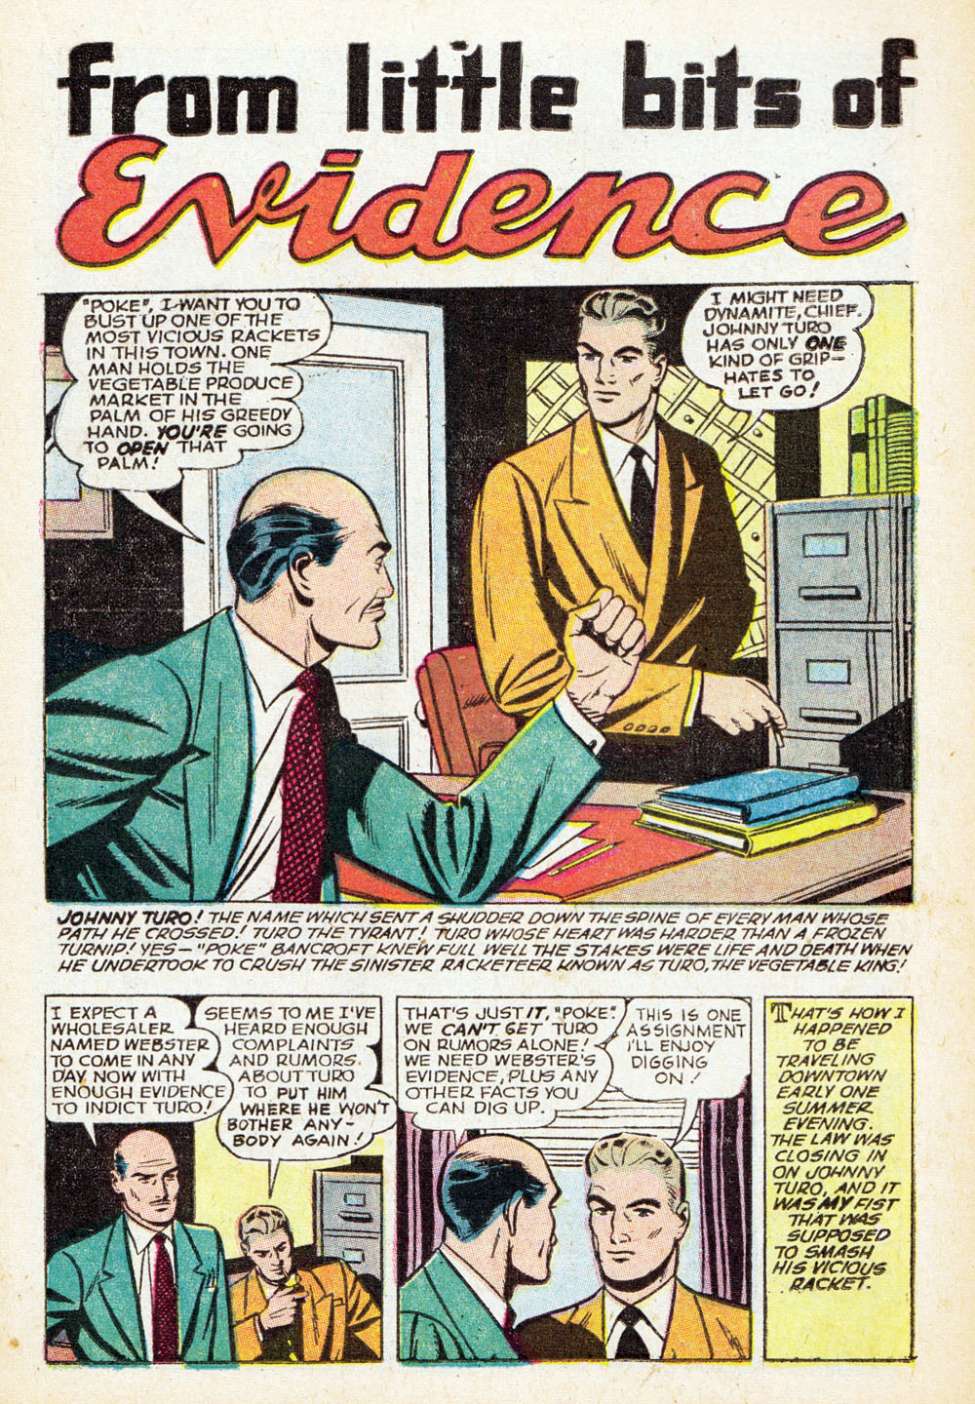 from little bits of
Evidence
"POKE", I WANT YOU TO
BUST UP ONE OF THE
MOST VICIOUS RACKETS
IN THIS TOWN. ONE
MAN HOLDS THE
VEGETABLE PRODUCE
MARKET IN THE
PALM OF HIS GREEDY
HAND. YOU'RE GOING
TO OPEN THAT
PALM!
I MIGHT NEED
DYNAMITE, CHIEF.
JOHNNY TURO
HAS ONLY ONE
KIND OF GRIP—
HATES TO
LET GO!
JOHNNY TURO! THE NAME WHICH SENT A SHUDDER DOWN THE SPINE OF EVERY MAN WHOSE
PATH HE CROSSED! TURO THE TYRANT! TURO WHOSE HEART WAS HARDER THAN A FROZEN
TURNIP! YES— "POKE" BANCROFT KNEW FULL WELL THE STAKES WERE LIFE AND DEATH WHEN
HE UNDERTOOK TO CRUSH THE SINISTER RACKETEER KNOWN AS TURO, THE VEGETABLE KING!
I EXPECT A
WHOLESALER
NAMED WEBSTER
TO COME IN ANY
DAY NOW WITH
ENOUGH EVIDENCE
TO INDICT TURO!
SEEMS TO ME I'VE
HEARD ENOUGH
COMPLAINTS
AND RUMORS
ABOUT TURO
TO PUT HIM
WHERE HE WON'T
BOTHER ANY-
BODY AGAIN!
THAT'S JUST IT, "POKE".
WE CAN'T GET TURO
ON RUMORS ALONE!
WE NEED WEBSTER'S
EVIDENCE, PLUS ANY
OTHER FACTS YOU
CAN DIG UP.
THIS IS ONE
ASSIGNMENT
I'LL ENJOY
DIGGING
ON!
THAT'S HOW I
HAPPENED
TO BE
TRAVELING
DOWNTOWN
EARLY ONE
SUMMER
EVENING.
THE LAW WAS
CLOSING IN
ON JOHNNY
TURO, AND IT
WAS MY FIST
THAT WAS
SUPPOSED
TO SMASH
HIS VICIOUS
RACKET.